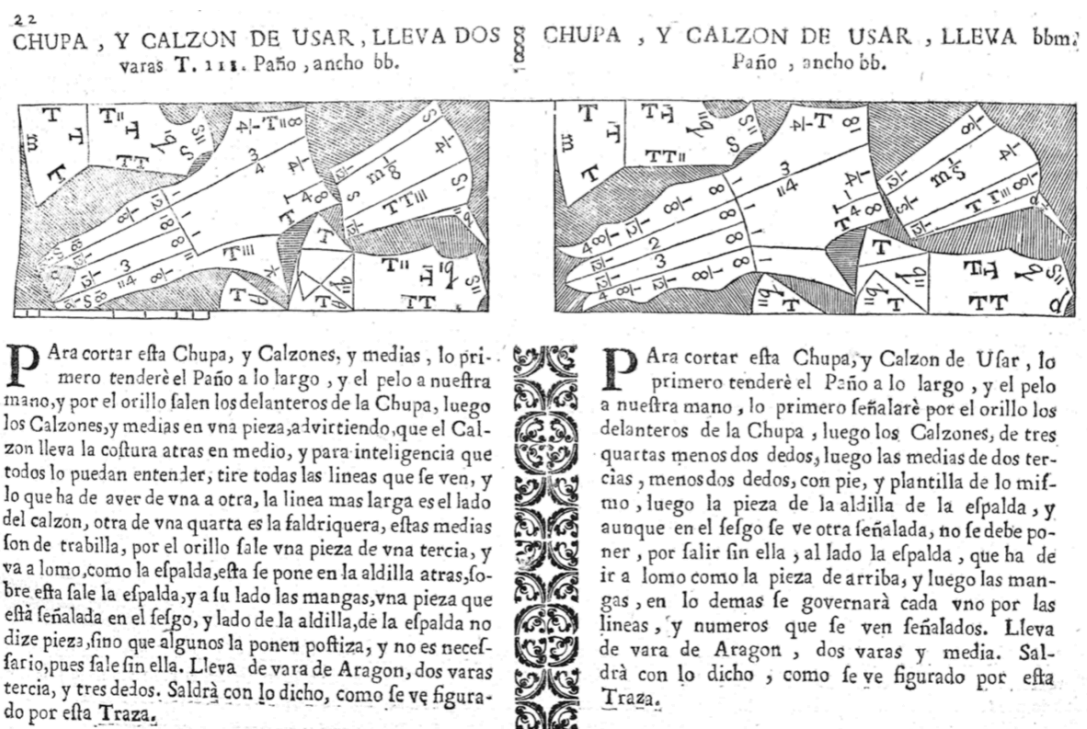 22
CHUPA, Y CALZON DE USAR, LLEVA DOS
varas T. III. Paño, ancho bb.
Para cortar eſta Chupa, y Calzones, y medias, lo pri-
mero tenderè el Paño a lo largo, y el pelo a nueſtra
mano, y por el orillo ſalen los delanteros de la Chupa, luego
los Calzones, y medias en vna pieza, advirtiendo, que el Cal-
zon lleva la coſtura atras en medio, y para inteligencia que
todos lo puedan entender, tire todas las lineas que ſe ven, y
lo que ha de aver de vna a otra, la linea mas larga es el lado
del calzon, otra de vna quarta es la faldriquera, eſtas medias
ſon de trabilla, por el orillo ſale vna pieza de vna tercia, y
va a lomo, como la eſpalda, eſta ſe pone en la aldilla atras, ſo-
bre eſta ſale la eſpalda, y a ſu lado las mangas, vna pieza que
eſtà ſeñalada en el ſeſgo, y lado de la aldilla, de la eſpalda no
dize pieza, ſino que algunos la ponen poſtiza, y no es neceſ-
ſario, pues ſale ſin ella. Lleva de vara de Aragon, dos varas
tercia, y tres dedos. Saldrà con lo dicho, como ſe ve figura-
do por eſta Traza.
CHUPA, Y CALZON DE USAR, LLEVA bbm.
Paño, ancho bb.
Para cortar eſta Chupa, y Calzon de Uſar, lo
primero tenderè el Paño a lo largo, y el pelo
a nueſtra mano, lo primero ſeñalarè por el orillo los
delanteros de la Chupa, luego los Calzones, de tres
quartas menos dos dedos, luego las medias de dos ter-
cias, menos dos dedos, con pie, y plantilla de lo miſ-
mo, luego la pieza de la aldilla de la eſpalda, y
aunque en el ſeſgo ſe ve otra ſeñalada, no ſe debe po-
ner, por ſalir ſin ella, al lado la eſpalda, que ha de
ir a lomo como la pieza de arriba, y luego las man-
gas, en lo demas ſe governarà cada vno por las
lineas, y numeros que ſe ven ſeñalados. Lleva
de vara de Aragon, dos varas y media. Sal-
drà con lo dicho, como ſe ve figurado por eſta
Traza.